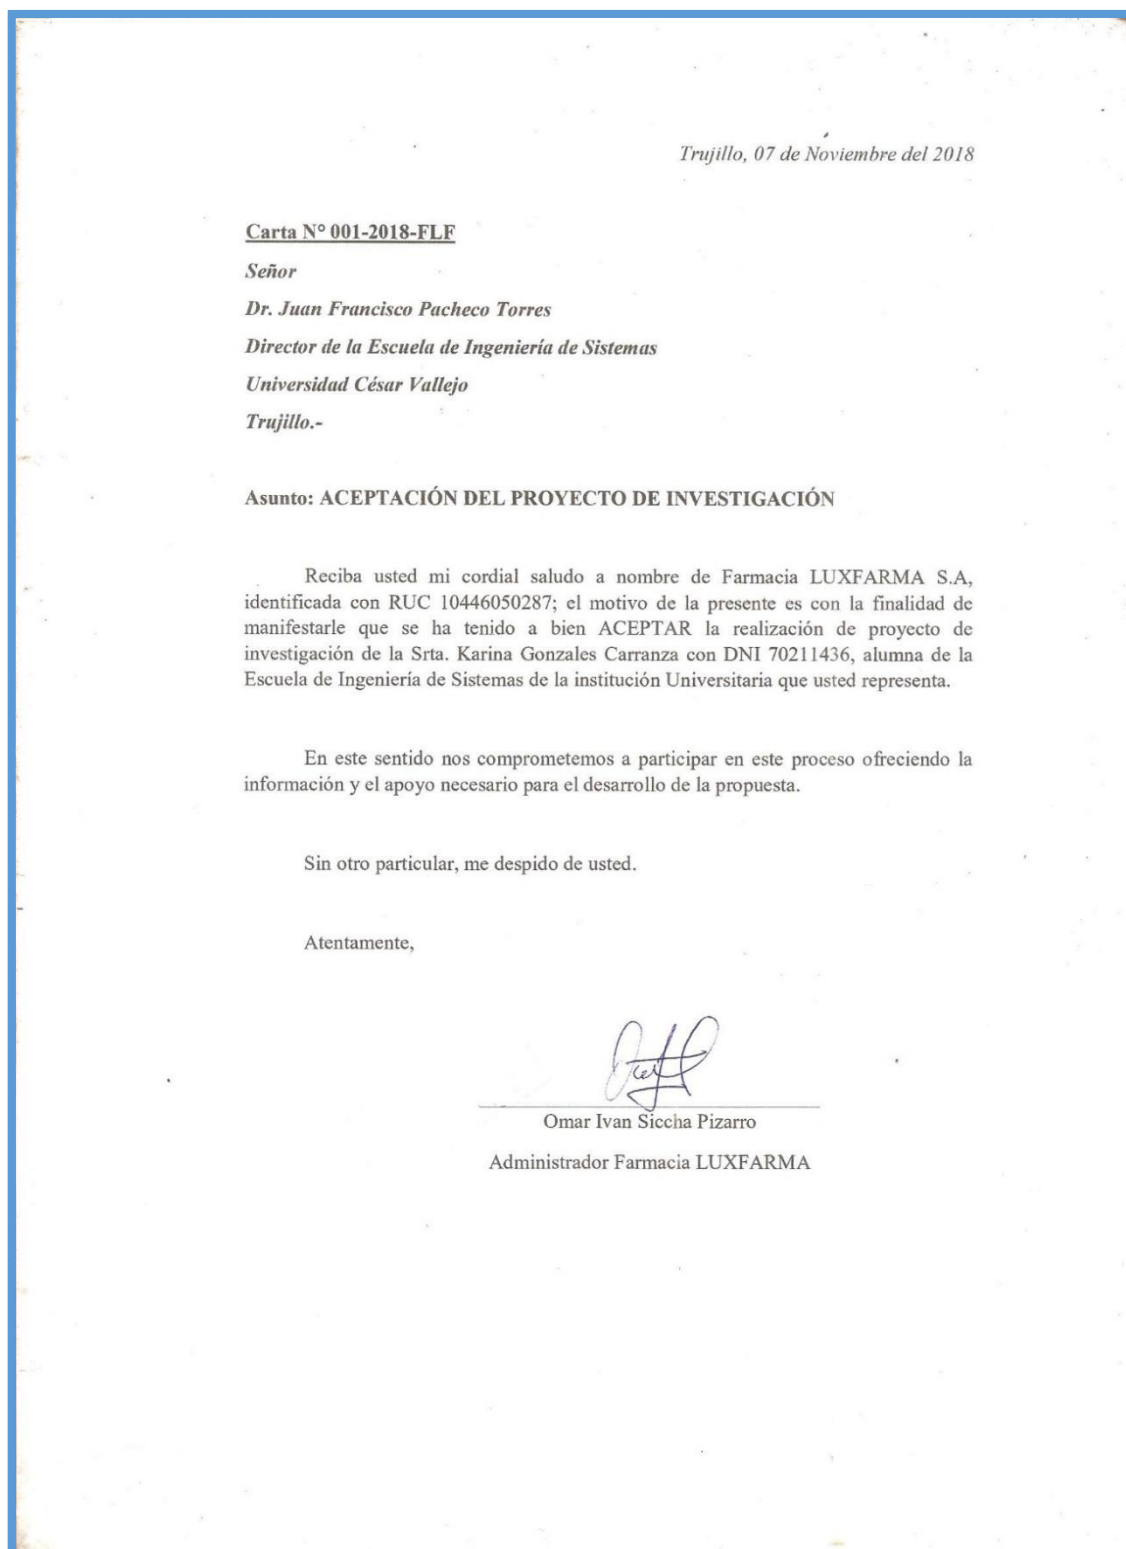 Trujillo, 07 de Noviembre del 2018
Carta N° 001-2018-FLF
Señor
Dr. Juan Francisco Pacheco Torres
Director de la Escuela de Ingeniería de Sistemas
Universidad César Vallejo
Trujillo.-
Asunto: ACEPTACIÓN DEL PROYECTO DE INVESTIGACIÓN
Reciba usted mi cordial saludo a nombre de Farmacia LUXFARMA S.A,
identificada con RUC 10446050287; el motivo de la presente es con la finalidad de
manifestarle que se ha tenido a bien ACEPTAR la realización de proyecto de
investigación de la Srta. Karina Gonzales Carranza con DNI 70211436, alumna de la
Escuela de Ingeniería de Sistemas de la institución Universitaria que usted representa.
En este sentido nos comprometemos a participar en este proceso ofreciendo la
información y el apoyo necesario para el desarrollo de la propuesta.
Sin otro particular, me despido de usted.
Atentamente,
Omar Ivan Siccha Pizarro
Administrador Farmacia LUXFARMA